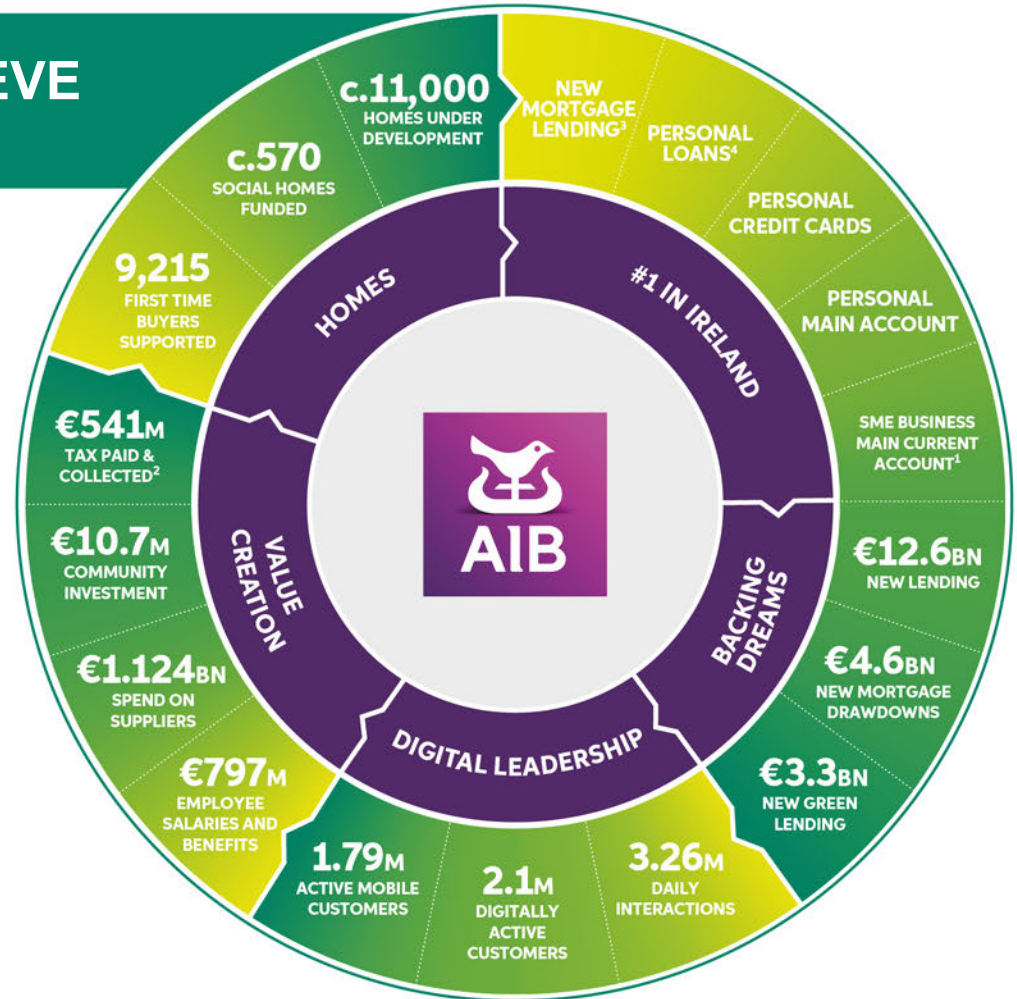 EVE
c.11,000
HOMES UNDER
DEVELOPMENT
c.570
SOCIAL HOMES
FUNDED
9,215
FIRST TIME
BUYERS
SUPPORTED
HOMES
NEW
MORTGAGE
LENDING³
PERSONAL
LOANS⁴
PERSONAL
CREDIT CARDS
PERSONAL
MAIN ACCOUNT
SME BUSINESS
MAIN CURRENT
ACCOUNT¹
#1 IN IRELAND
€12.6BN
NEW LENDING
€4.6BN
NEW MORTGAGE
DRAWDOWNS
€3.3BN
NEW GREEN
LENDING
BACKING
DREAMS
3.26M
DAILY
INTERACTIONS
2.1M
DIGITALLY
ACTIVE
CUSTOMERS
1.79M
ACTIVE MOBILE
CUSTOMERS
DIGITAL LEADERSHIP
€797M
EMPLOYEE
SALARIES AND
BENEFITS
€1.124BN
SPEND ON
SUPPLIERS
€10.7M
COMMUNITY
INVESTMENT
€541M
TAX PAID &
COLLECTED²
VALUE
CREATION
AIB